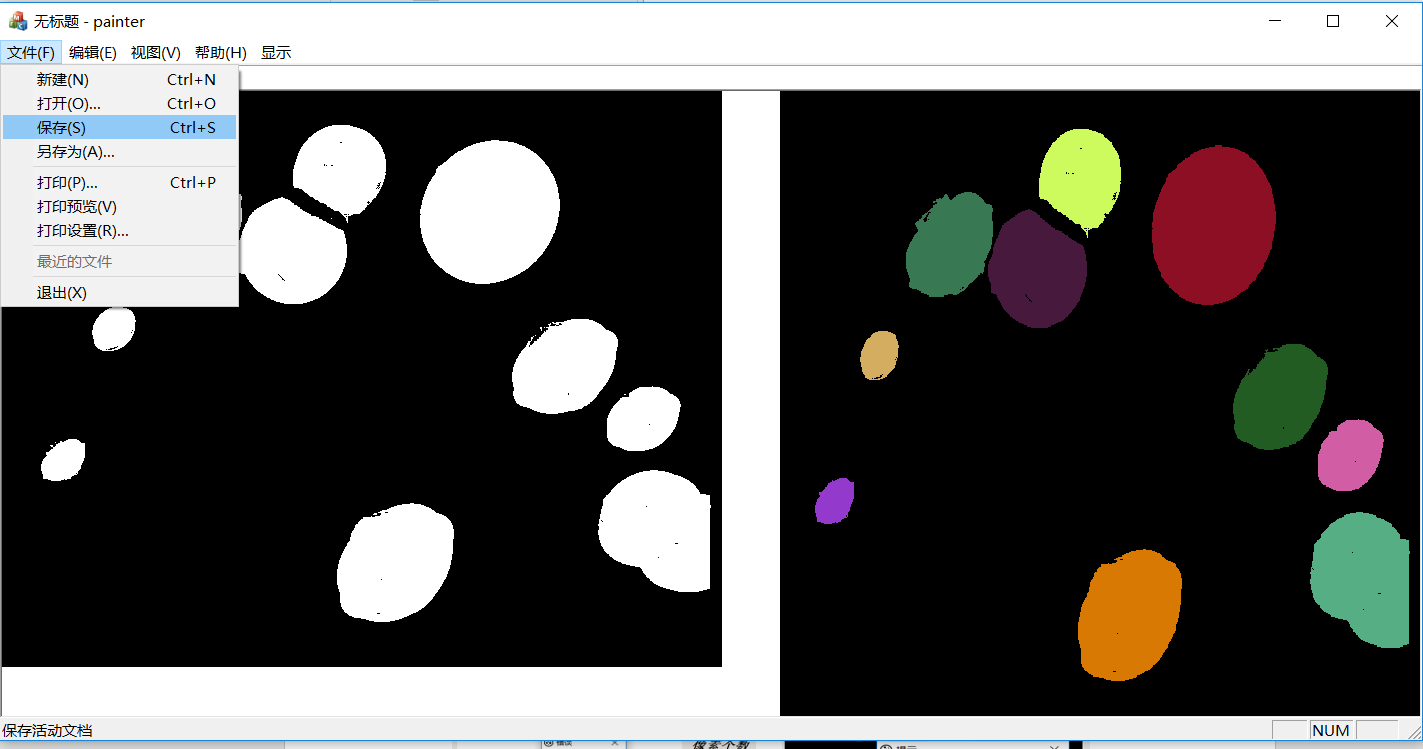 无标题 - painter
文件(F) 编辑(E) 视图(V) 帮助(H) 显示
新建(N) Ctrl+N
打开(O)... Ctrl+O
保存(S) Ctrl+S
另存为(A)...
打印(P)... Ctrl+P
打印预览(V)
打印设置(R)...
最近的文件
退出(X)
保存活动文档 NUM